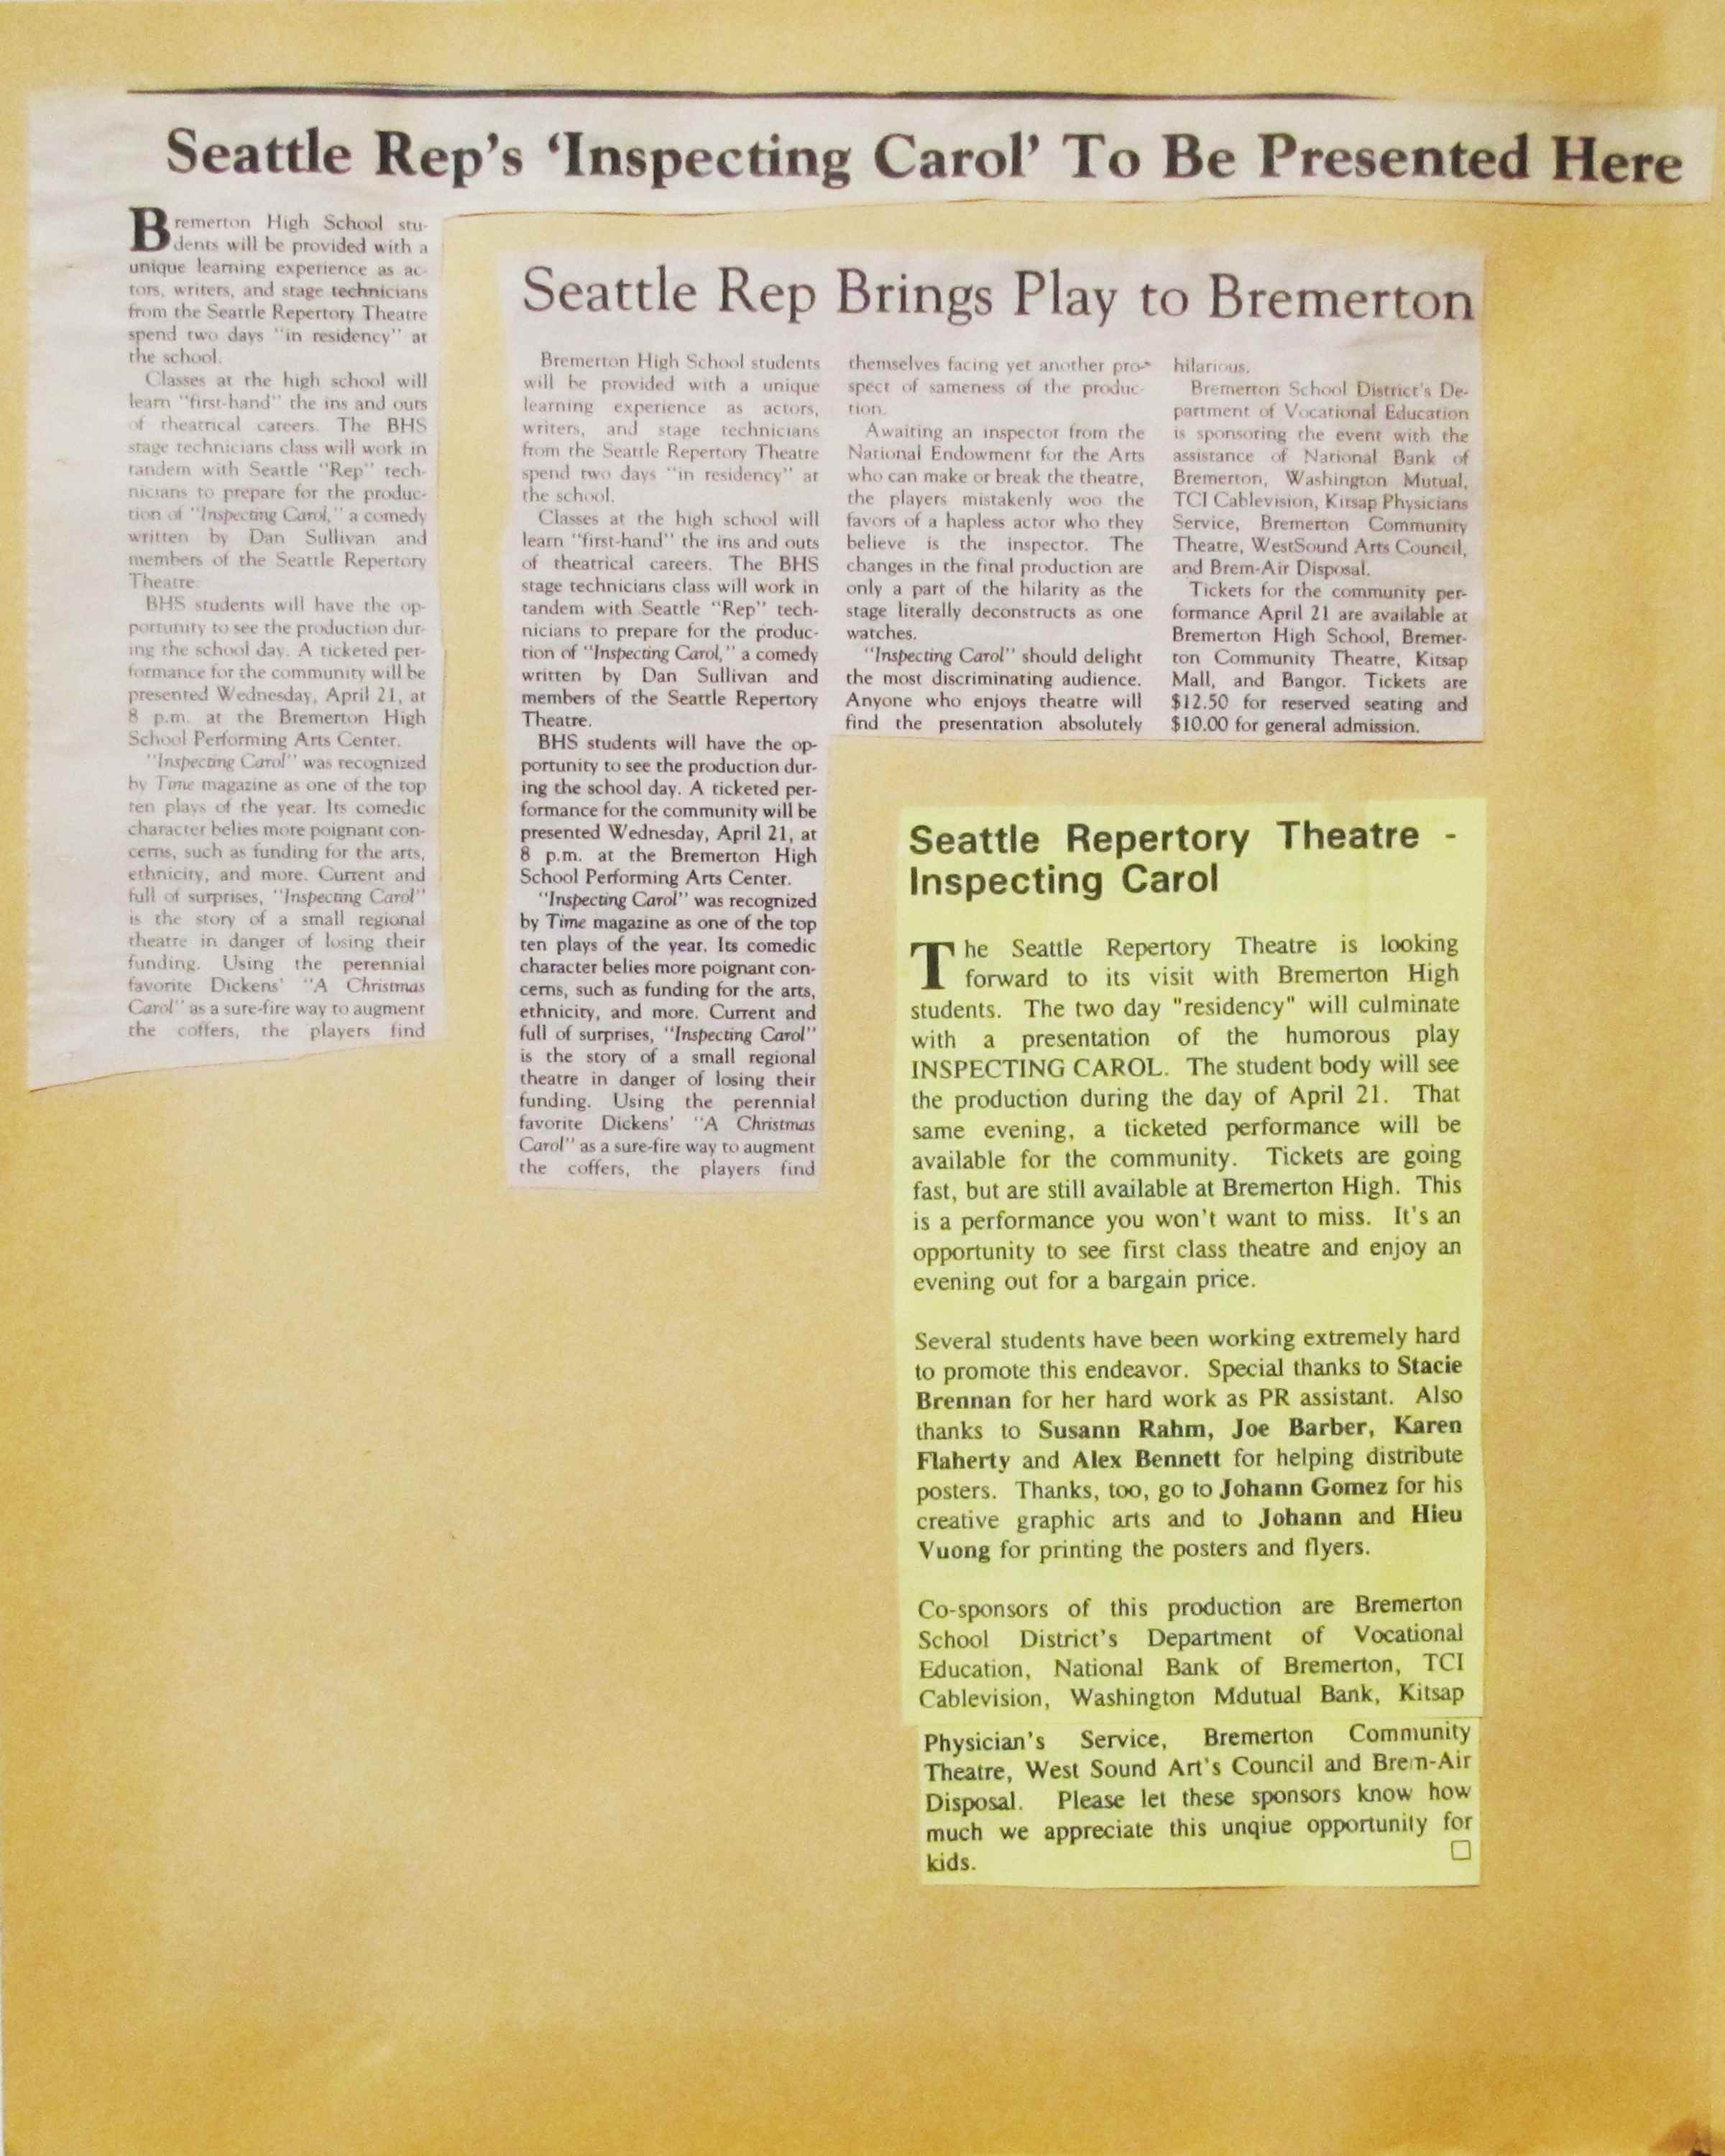 Seattle Rep's 'Inspecting Carol' To Be Presented Here
Bremerton High School stu-
dents will be provided with a
unique learning experience as ac-
tors, writers, and stage technicians
from the Seattle Repertory Theatre
spend two days "in residency" at
the school.
Classes at the high school will
learn "first-hand" the ins and outs
of theatrical careers. The BHS
stage technicians class will work in
tandem with Seattle "Rep" tech-
nicians to prepare for the produc-
tion of "Inspecting Carol," a comedy
written by Dan Sullivan and
members of the Seattle Repertory
Theatre.
BHS students will have the op-
portunity to see the production dur-
ing the school day. A ticketed per-
formance for the community will be
presented Wednesday, April 21, at
8 p.m. at the Bremerton High
School Performing Arts Center.
"Inspecting Carol" was recognized
by Time magazine as one of the top
ten plays of the year. Its comedic
character belies more poignant con-
cerns, such as funding for the arts,
ethnicity, and more. Current and
full of surprises, "Inspecting Carol"
is the story of a small regional
theatre in danger of losing their
funding. Using the perennial
favorite Dickens' "A Christmas
Carol" as a sure-fire way to augment
the coffers, the players find
Seattle Rep Brings Play to Bremerton
Bremerton High School students
will be provided with a unique
learning experience as actors,
writers, and stage technicians
from the Seattle Repertory Theatre
spend two days "in residency" at
the school.
Classes at the high school will
learn "first-hand" the ins and outs
of theatrical careers. The BHS
stage technicians class will work in
tandem with Seattle "Rep" tech-
nicians to prepare for the produc-
tion of "Inspecting Carol," a comedy
written by Dan Sullivan and
members of the Seattle Repertory
Theatre.
BHS students will have the op-
portunity to see the production dur-
ing the school day. A ticketed per-
formance for the community will be
presented Wednesday, April 21, at
8 p.m. at the Bremerton High
School Performing Arts Center.
"Inspecting Carol" was recognized
by Time magazine as one of the top
ten plays of the year. Its comedic
character belies more poignant con-
cerns, such as funding for the arts,
ethnicity, and more. Current and
full of surprises, "Inspecting Carol"
is the story of a small regional
theatre in danger of losing their
funding. Using the perennial
favorite Dickens' "A Christmas
Carol" as a sure-fire way to augment
the coffers, the players find
themselves facing yet another pro-
spect of sameness of the produc-
tion.
Awaiting an inspector from the
National Endowment for the Arts
who can make or break the theatre,
the players mistakenly woo the
favors of a hapless actor who they
believe is the inspector. The
changes in the final production are
only a part of the hilarity as the
stage literally deconstructs as one
watches.
"Inspecting Carol" should delight
the most discriminating audience.
Anyone who enjoys theatre will
find the presentation absolutely
hilarious.
Bremerton School District's De-
partment of Vocational Education
is sponsoring the event with the
assistance of National Bank of
Bremerton, Washington Mutual,
TCI Cablevision, Kitsap Physicians
Service, Bremerton Community
Theatre, WestSound Arts Council,
and Brem-Air Disposal.
Tickets for the community per-
formance April 21 are available at
Bremerton High School, Bremer-
ton Community Theatre, Kitsap
Mall, and Bangor. Tickets are
$12.50 for reserved seating and
$10.00 for general admission.
Seattle Repertory Theatre -
Inspecting Carol
The Seattle Repertory Theatre is looking
forward to its visit with Bremerton High
students. The two day "residency" will culminate
with a presentation of the humorous play
INSPECTING CAROL. The student body will see
the production during the day of April 21. That
same evening, a ticketed performance will be
available for the community. Tickets are going
fast, but are still available at Bremerton High. This
is a performance you won't want to miss. It's an
opportunity to see first class theatre and enjoy an
evening out for a bargain price.
Several students have been working extremely hard
to promote this endeavor. Special thanks to Stacie
Brennan for her hard work as PR assistant. Also
thanks to Susann Rahm, Joe Barber, Karen
Flaherty and Alex Bennett for helping distribute
posters. Thanks, too, go to Johann Gomez for his
creative graphic arts and to Johann and Hieu
Vuong for printing the posters and flyers.
Co-sponsors of this production are Bremerton
School District's Department of Vocational
Education, National Bank of Bremerton, TCI
Cablevision, Washington Mdutual Bank, Kitsap
Physician's Service, Bremerton Community
Theatre, West Sound Art's Council and Brem-Air
Disposal. Please let these sponsors know how
much we appreciate this unqiue opportunity for
kids.